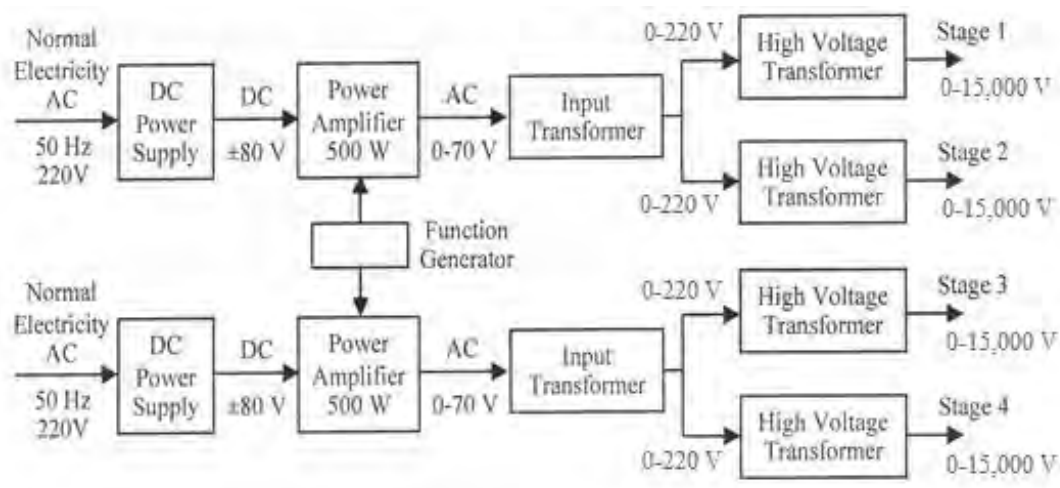 Normal
Electricity
AC
50 Hz
220V
DC
Power
Supply
DC
±80 V
Power
Amplifier
500 W
AC
0-70 V
Input
Transformer
0-220 V
High Voltage
Transformer
Stage 1
0-15,000 V
0-220 V
High Voltage
Transformer
Stage 2
0-15,000 V
Function
Generator
Normal
Electricity
AC
50 Hz
220V
DC
Power
Supply
DC
±80 V
Power
Amplifier
500 W
AC
0-70 V
Input
Transformer
0-220 V
High Voltage
Transformer
Stage 3
0-15,000 V
0-220 V
High Voltage
Transformer
Stage 4
0-15,000 V